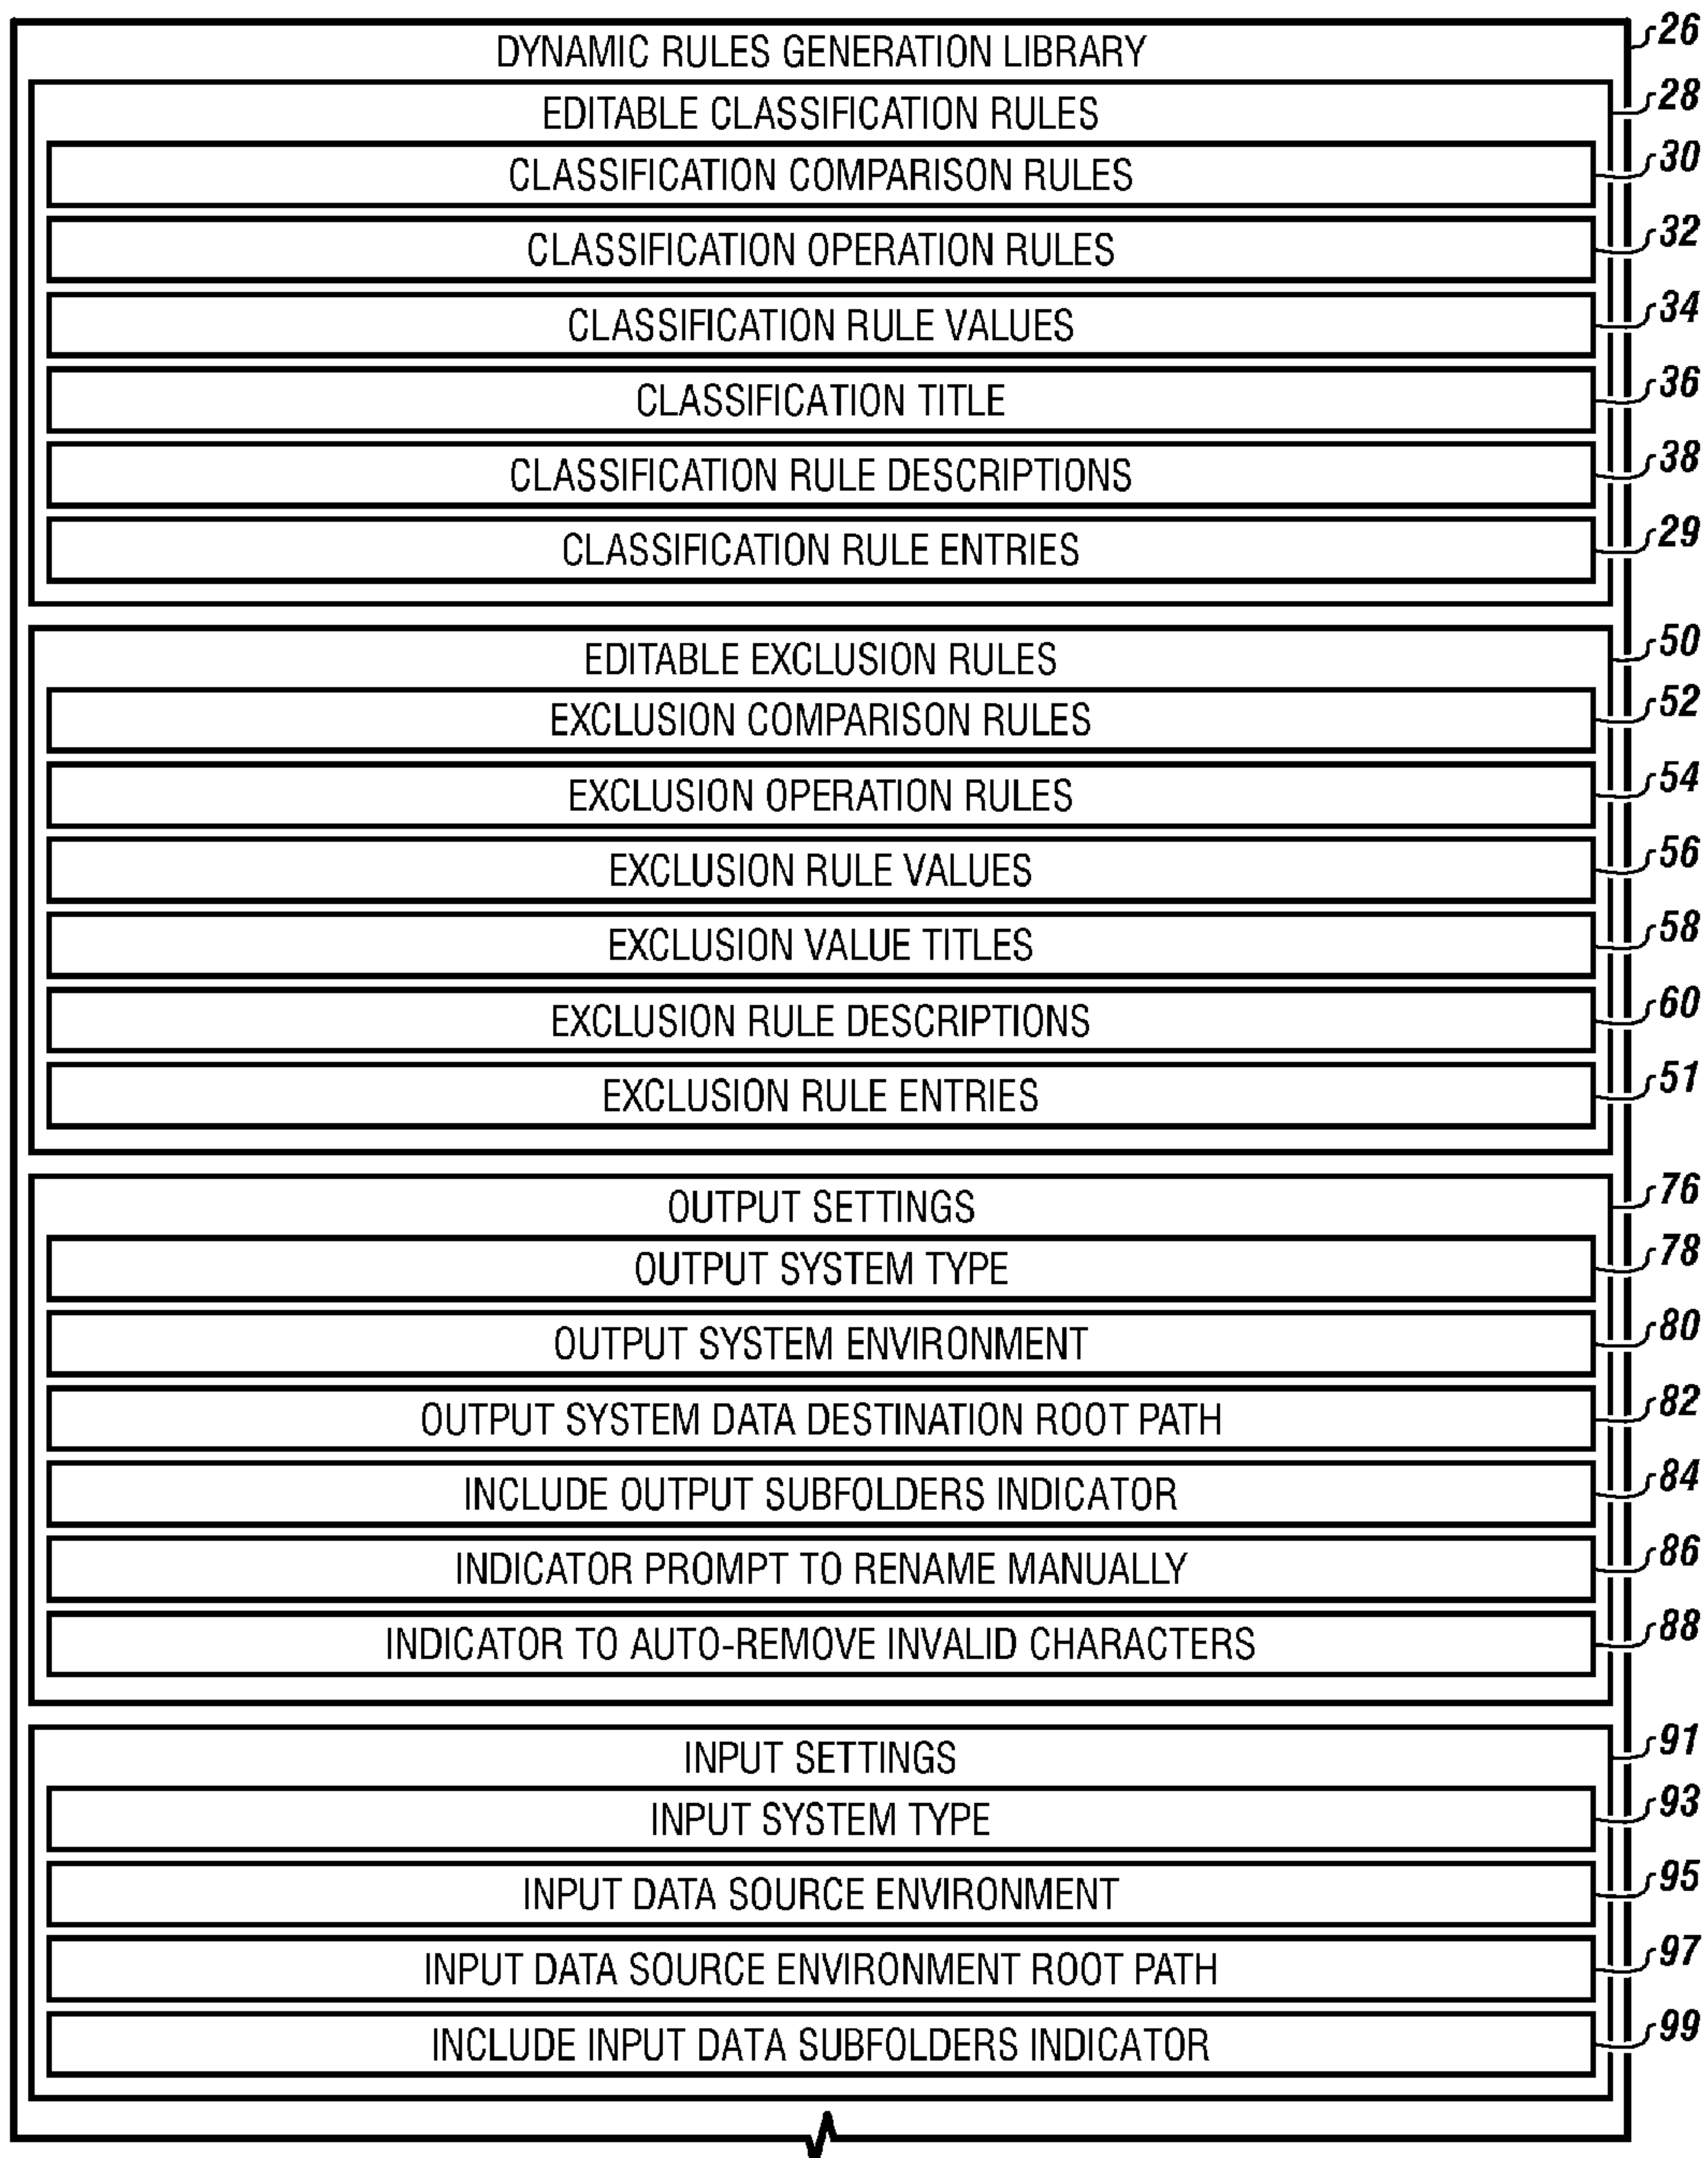 DYNAMIC RULES GENERATION LIBRARY 26
EDITABLE CLASSIFICATION RULES 28
CLASSIFICATION COMPARISON RULES 30
CLASSIFICATION OPERATION RULES 32
CLASSIFICATION RULE VALUES 34
CLASSIFICATION TITLE 36
CLASSIFICATION RULE DESCRIPTIONS 38
CLASSIFICATION RULE ENTRIES 29
EDITABLE EXCLUSION RULES 50
EXCLUSION COMPARISON RULES 52
EXCLUSION OPERATION RULES 54
EXCLUSION RULE VALUES 56
EXCLUSION VALUE TITLES 58
EXCLUSION RULE DESCRIPTIONS 60
EXCLUSION RULE ENTRIES 51
OUTPUT SETTINGS 76
OUTPUT SYSTEM TYPE 78
OUTPUT SYSTEM ENVIRONMENT 80
OUTPUT SYSTEM DATA DESTINATION ROOT PATH 82
INCLUDE OUTPUT SUBFOLDERS INDICATOR 84
INDICATOR PROMPT TO RENAME MANUALLY 86
INDICATOR TO AUTO-REMOVE INVALID CHARACTERS 88
INPUT SETTINGS 91
INPUT SYSTEM TYPE 93
INPUT DATA SOURCE ENVIRONMENT 95
INPUT DATA SOURCE ENVIRONMENT ROOT PATH 97
INCLUDE INPUT DATA SUBFOLDERS INDICATOR 99